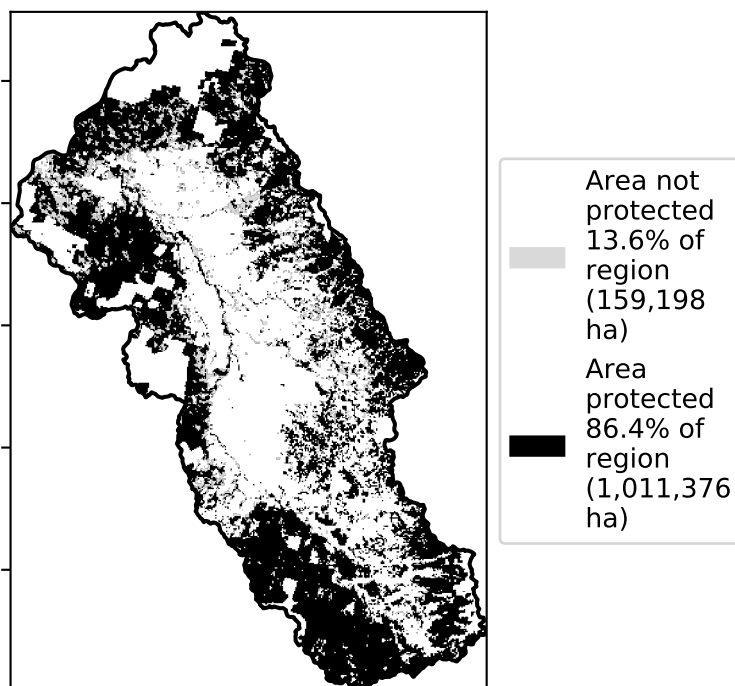 Area not
protected
13.6% of
region
(159,198
ha)
Area
protected
86.4% of
region
(1,011,376
ha)